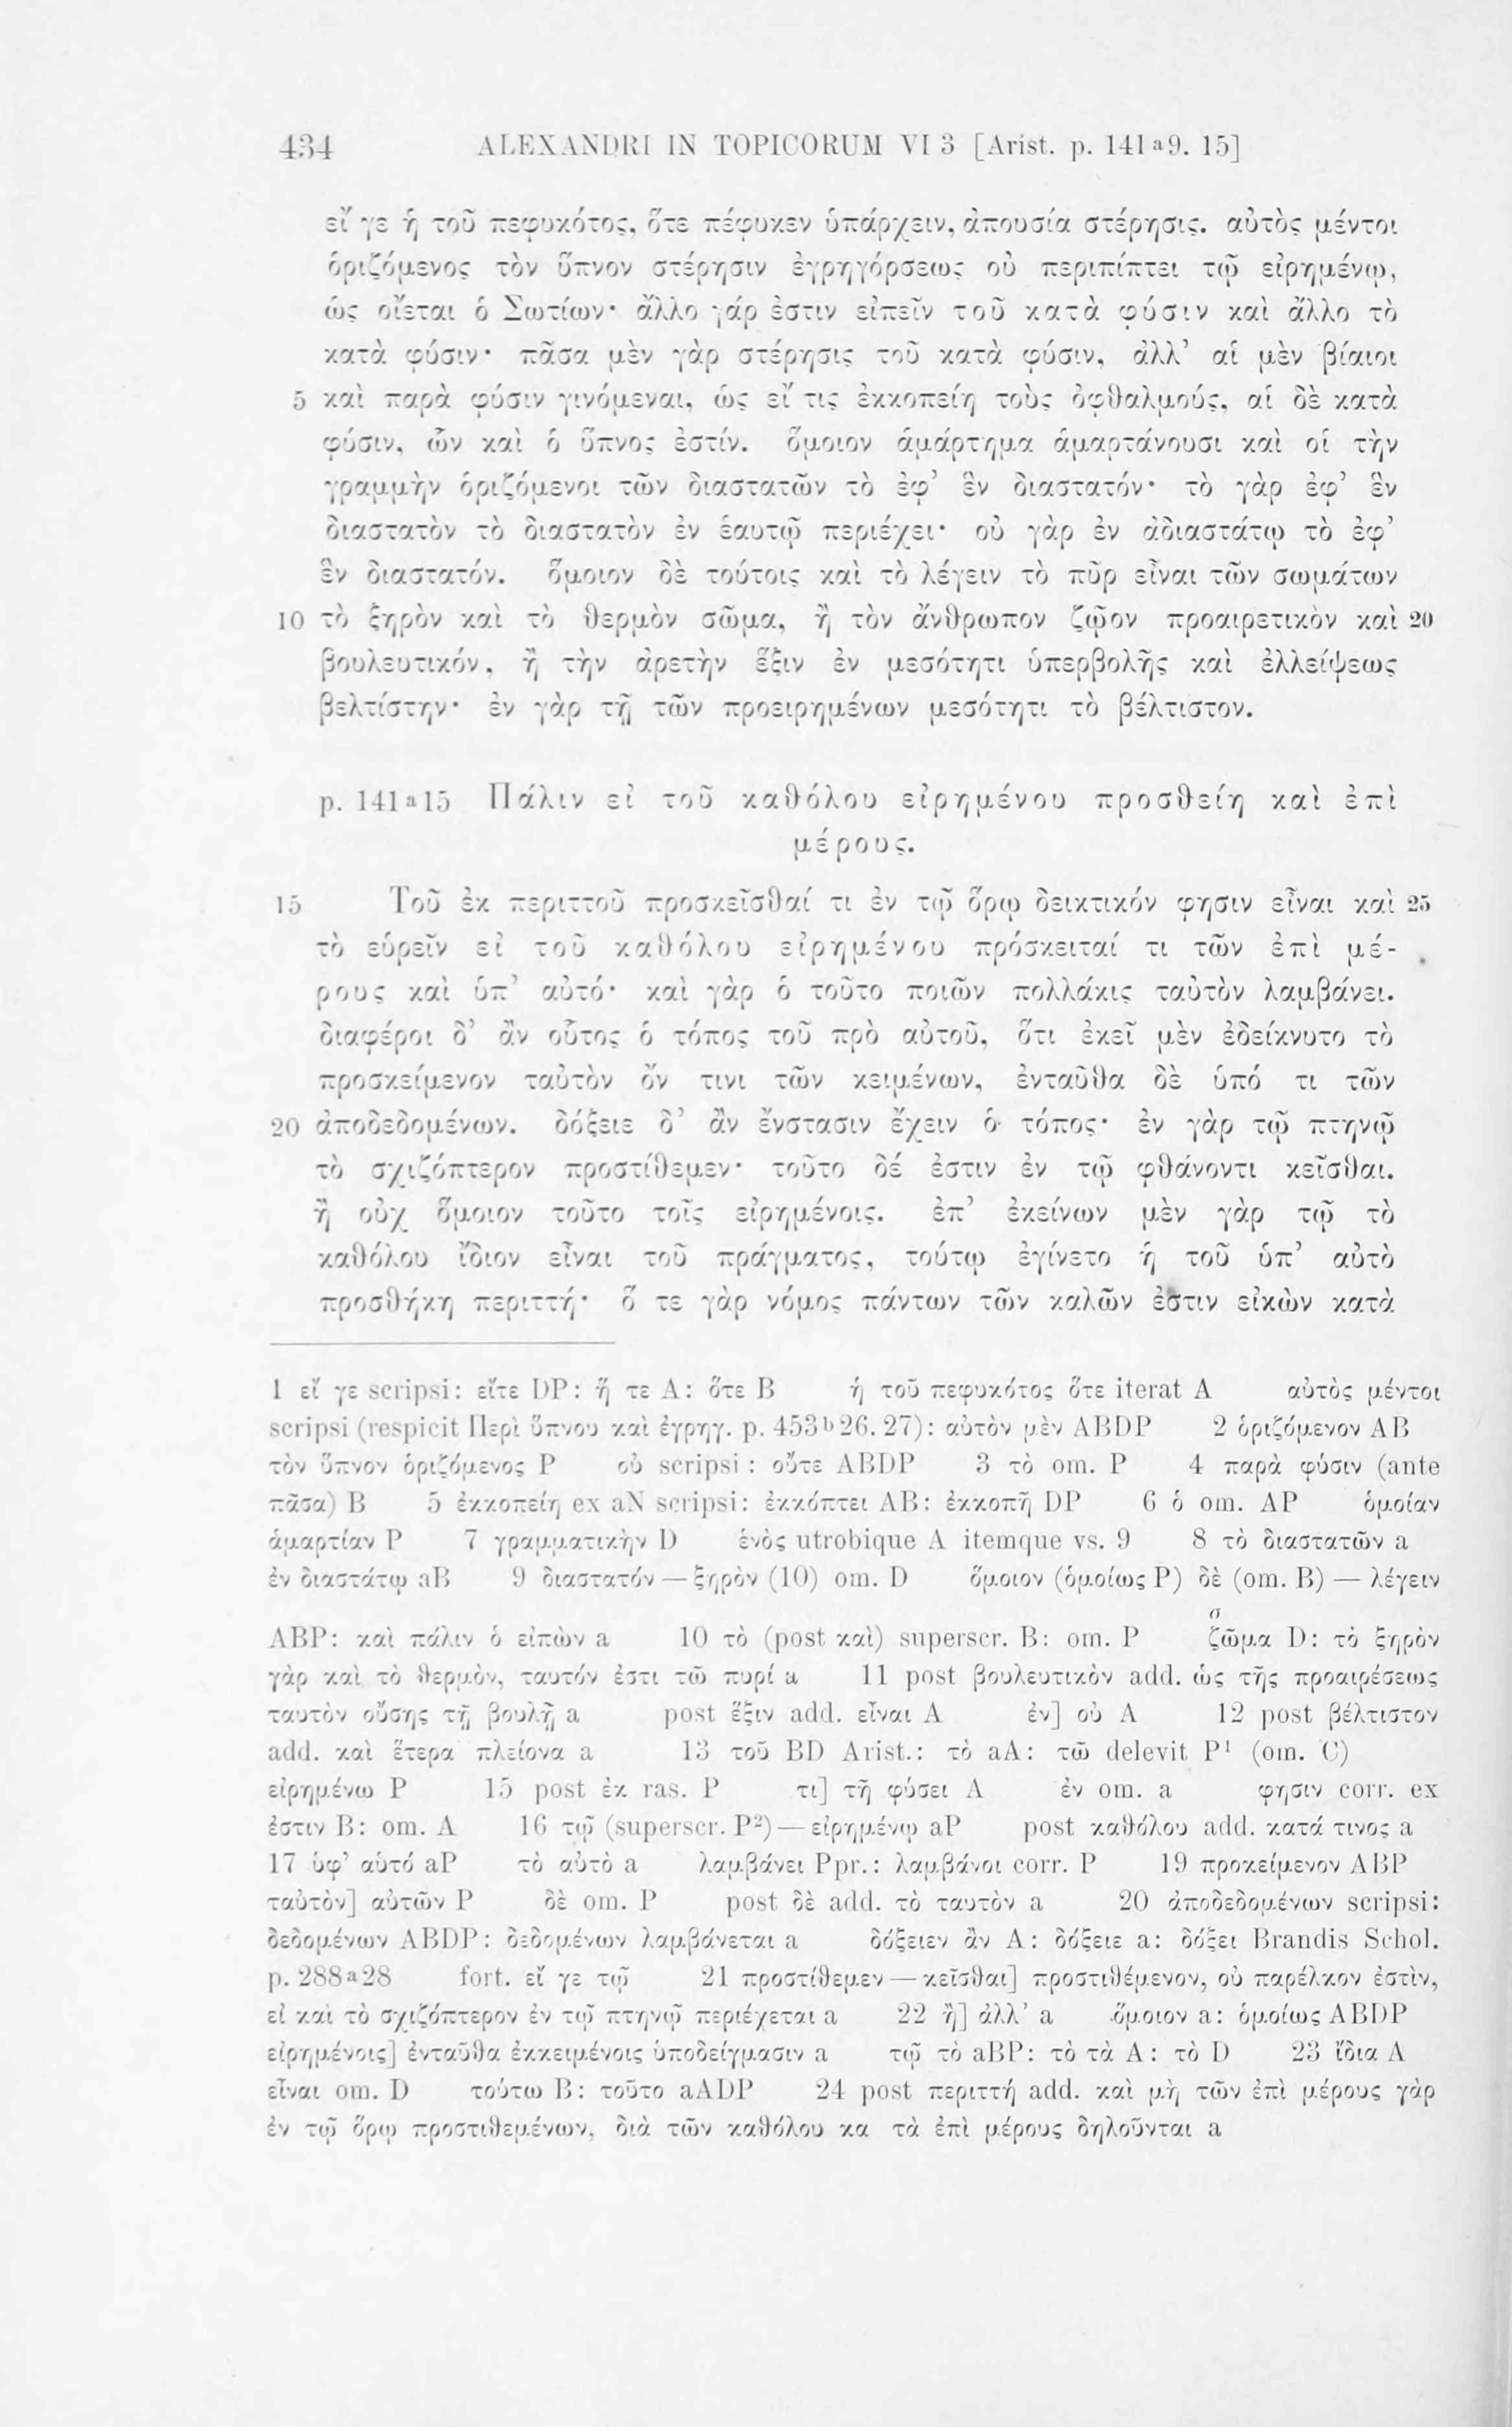 434 ALEXANDRI IN TOPICORUM VI 3 [Arist. p. 141 a 9. 15]
εἴ γε ἡ τοῦ πεφυκότος, ὅτε πέφυκεν ὑπάρχειν, ἀπουσία στέρησις. αὐτὸς μέντοι
ὁριζόμενος τὸν ὕπνον στέρησιν ἐγρηγόρσεως οὐ περιπίπτει τῷ εἰρημένῳ,
ὡς οἴεται ὁ Σωτίων· ἄλλο γάρ ἐστιν εἰπεῖν τοῦ κατὰ φύσιν καὶ ἄλλο τὸ
κατὰ φύσιν· πᾶσα μὲν γὰρ στέρησις τοῦ κατὰ φύσιν, ἀλλ' αἱ μὲν βίαιοι
5 καὶ παρὰ φύσιν γινόμεναι, ὡς εἴ τις ἐκκοπείη τοὺς ὀφθαλμούς, αἱ δὲ κατὰ
φύσιν, ὧν καὶ ὁ ὕπνος ἐστίν. ὅμοιον ἁμάρτημα ἁμαρτάνουσι καὶ οἱ τὴν
γραμμὴν ὁριζόμενοι τῶν διαστατῶν τὸ ἐφ' ἓν διαστατόν· τὸ γὰρ ἐφ' ἓν
διαστατὸν τὸ διαστατὸν ἐν ἑαυτῷ περιέχει· οὐ γὰρ ἐν ἀδιαστάτῳ τὸ ἐφ'
ἓν διαστατόν. ὅμοιον δὲ τούτοις καὶ τὸ λέγειν τὸ πῦρ εἶναι τῶν σωμάτων
10 τὸ ξηρὸν καὶ τὸ θερμὸν σῶμα, ἢ τὸν ἄνθρωπον ζῷον προαιρετικὸν καὶ 20
βουλευτικόν, ἢ τὴν ἀρετὴν ἕξιν ἐν μεσότητι ὑπερβολῆς καὶ ἐλλείψεως
βελτίστην· ἐν γὰρ τῇ τῶν προειρημένων μεσότητι τὸ βέλτιστον.
p. 141 a 15 Πάλιν εἰ τοῦ καθόλου εἰρημένου προσθείη καὶ ἐπὶ
μέρους.
15 Τοῦ ἐκ περιττοῦ προσκεῖσθαί τι ἐν τῷ ὅρῳ δεικτικόν φησιν εἶναι καὶ 25
τὸ εὑρεῖν εἰ τοῦ καθόλου εἰρημένου πρόσκειταί τι τῶν ἐπὶ μέ-
ρους καὶ ὑπ' αὐτό· καὶ γὰρ ὁ τοῦτο ποιῶν πολλάκις ταὐτὸν λαμβάνει.
διαφέροι δ' ἂν οὗτος ὁ τόπος τοῦ πρὸ αὐτοῦ, ὅτι ἐκεῖ μὲν ἐδείκνυτο τὸ
προσκείμενον ταὐτὸν ὄν τινι τῶν κειμένων, ἐνταῦθα δὲ ὑπό τι τῶν
20 ἀποδεδομένων. δόξειε δ' ἂν ἔνστασιν ἔχειν ὁ τόπος· ἐν γὰρ τῷ πτηνῷ
τὸ σχιζόπτερον προστίθεμεν· τοῦτο δέ ἐστιν ἐν τῷ φθάνοντι κεῖσθαι.
ἢ οὐχ ὅμοιον τοῦτο τοῖς εἰρημένοις. ἐπ' ἐκείνων μὲν γὰρ τῷ τὸ
καθόλου ἴδιον εἶναι τοῦ πράγματος, τούτῳ ἐγίνετο ἡ τοῦ ὑπ' αὐτὸ
προσθήκη περιττή· ὅ τε γὰρ νόμος πάντων τῶν καλῶν ἐστιν εἰκὼν κατὰ
1 εἴ γε scripsi: εἴτε DP: ἥ τε A: ὅτε B ἡ τοῦ πεφυκότος ὅτε iterat A αὐτὸς μέντοι
scripsi (respicit Περὶ ὕπνου καὶ ἐγρηγ. p. 453 b 26. 27): αὐτὸν μὲν ABDP 2 ὁριζόμενον AB
τὸν ὕπνον ὁριζόμενος P οὐ scripsi: οὔτε ABDP 3 τὸ om. P 4 παρὰ φύσιν (ante
πᾶσα) B 5 ἐκκοπείη ex aN scripsi: ἐκκόπτει AB: ἐκκοπῇ DP 6 ὁ om. AP ὁμοίαν
ἁμαρτίαν P 7 γραμματικὴν D ἑνὸς utrobique A itemque vs. 9 8 τὸ διαστατῶν a
ἐν διαστάτῳ aB 9 διαστατόν — ξηρὸν (10) om. D ὅμοιον (ὁμοίως P) δὲ (om. B) — λέγειν
ABP: καὶ πάλιν ὁ εἰπὼν a 10 τὸ (post καὶ) superscr. B: om. P ζῶμα D: τὸ ξηρὸν
γὰρ καὶ τὸ θερμὸν, ταυτόν ἐστι τῶ πυρί a 11 post βουλευτικὸν add. ὡς τῆς προαιρέσεως
ταυτὸν οὔσης τῇ βουλῇ a post ἕξιν add. εἶναι A ἐν] οὐ A 12 post βέλτιστον
add. καὶ ἕτερα πλείονα a 13 τοῦ BD Arist.: τὸ aA: τῶ delevit P¹ (om. C)
εἰρημένω P 15 post ἐκ ras. P τι] τῇ φύσει A ἐν om. a φησιν corr. ex
ἐστιν B: om. A 16 τῷ (superscr. P²) — εἰρημένῳ aP post καθόλου add. κατά τινος a
17 ὑφ' αὑτό aP τὸ αὐτὸ a λαμβάνει Ppr.: λαμβάνοι corr. P 19 προκείμενον ABP
ταὐτὸν] αὐτῶν P δὲ om. P post δὲ add. τὸ ταυτὸν a 20 ἀποδεδομένων scripsi:
δεδομένων ABDP: δεδομένων λαμβάνεται a δόξειεν ἂν A: δόξειε a: δόξει Brandis Schol.
p. 288 a 28 fort. εἴ γε τῷ 21 προστίθεμεν — κεῖσθαι] προστιθέμενον, οὐ παρέλκον ἐστὶν,
εἰ καὶ τὸ σχιζόπτερον ἐν τῷ πτηνῷ περιέχεται a 22 ἢ] ἀλλ' a ὅμοιον a: ὁμοίως ABDP
εἰρημένοις] ἐνταῦθα ἐκκειμένοις ὑποδείγμασιν a τῷ τὸ aBP: τὸ τὰ A: τὸ D 23 ἴδια A
εἶναι om. D τούτω B: τοῦτο aADP 24 post περιττή add. καὶ μὴ τῶν ἐπὶ μέρους γὰρ
ἐν τῷ ὅρῳ προστιθεμένων, διὰ τῶν καθόλου κα τὰ ἐπὶ μέρους δηλοῦνται a